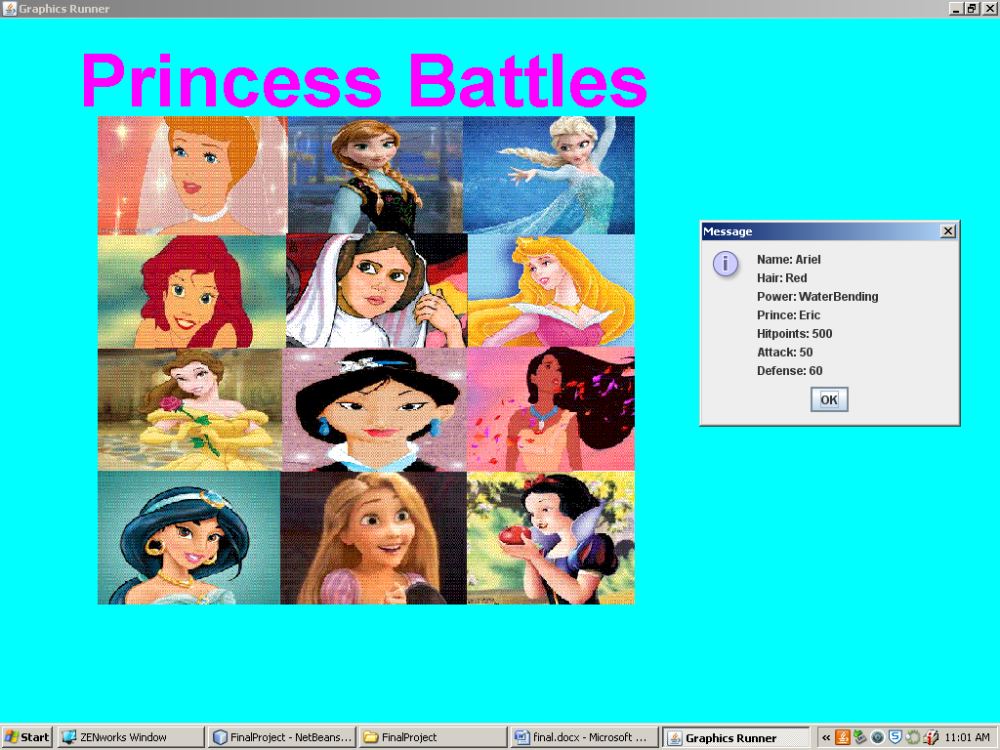 Graphics Runner
Princess Battles
Message
Name: Ariel
Hair: Red
Power: WaterBending
Prince: Eric
Hitpoints: 500
Attack: 50
Defense: 60
OK
Start
ZENworks Window
FinalProject - NetBeans...
FinalProject
final.docx - Microsoft ...
Graphics Runner
«
11:01 AM